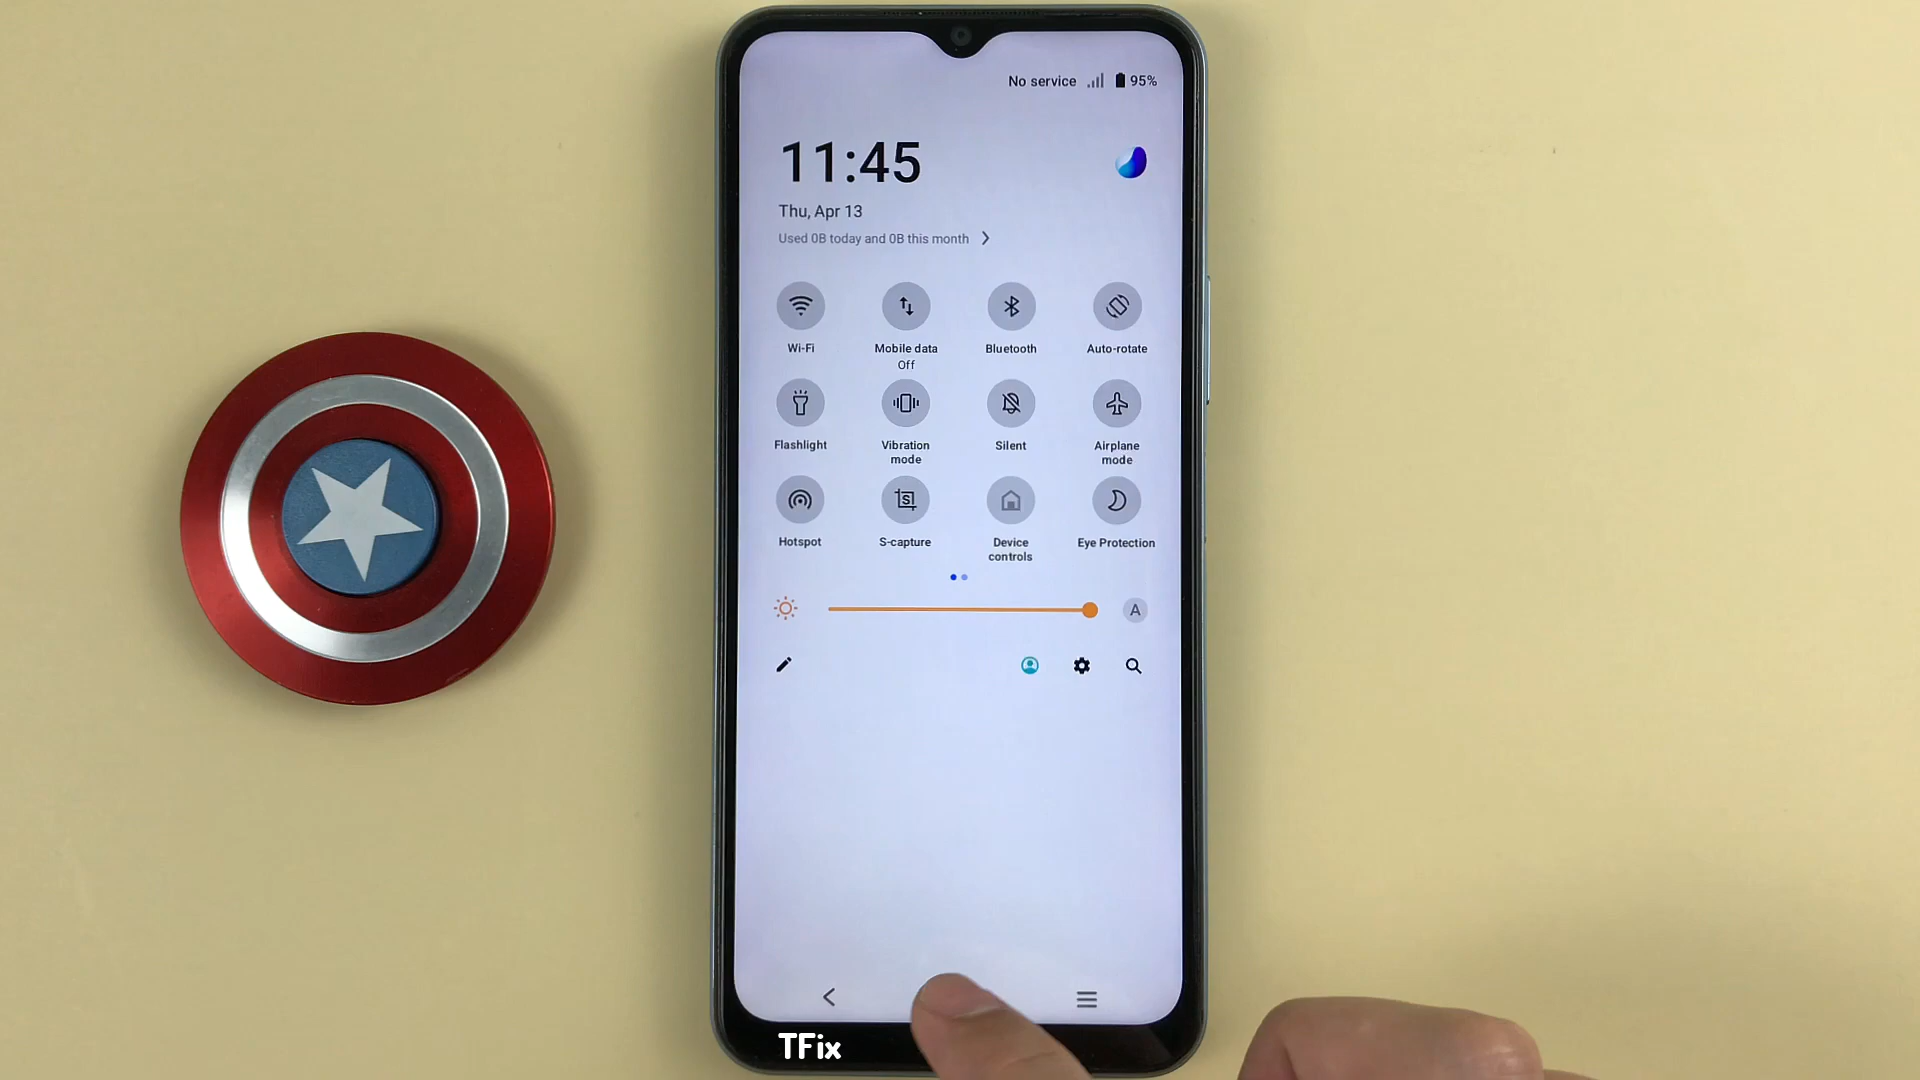 No service 95%
11:45
Thu, Apr 13
Used 0B today and 0B this month
Wi-Fi
Mobile data
Off
Bluetooth
Auto-rotate
Flashlight
Vibration
mode
Silent
Airplane
mode
Hotspot
S-capture
Device
controls
Eye Protection
A
TFix